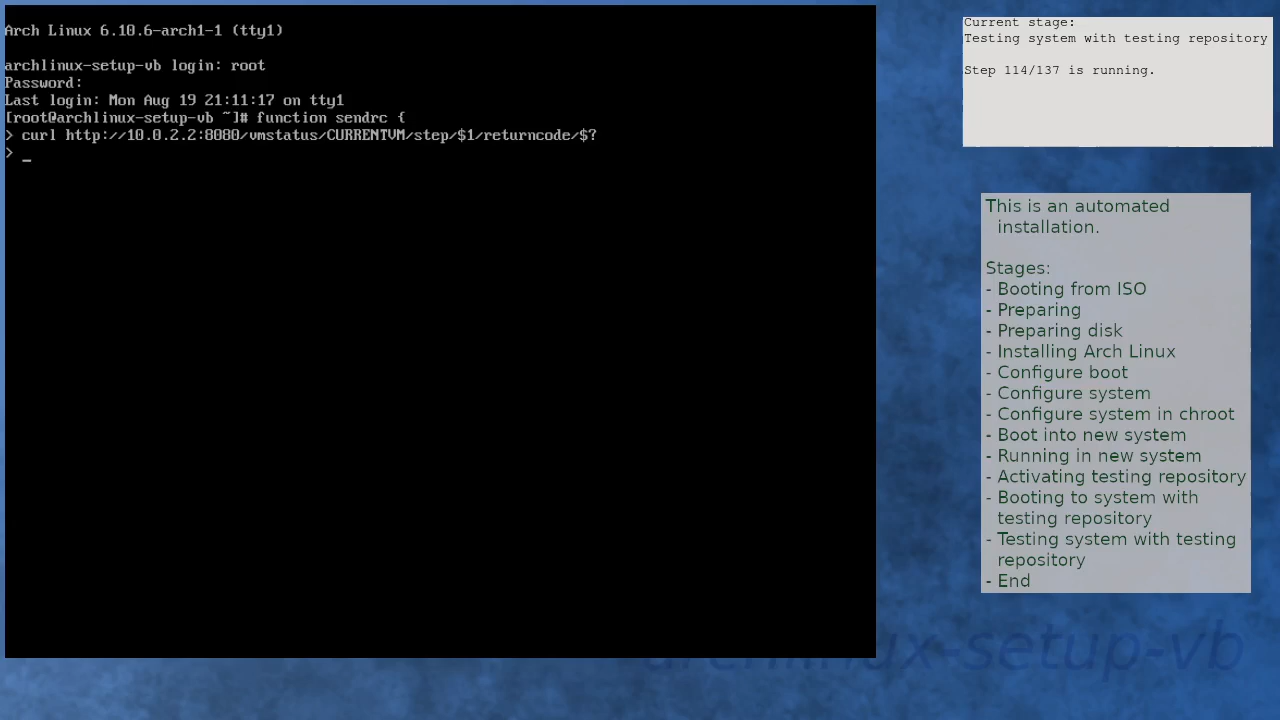 Arch Linux 6.10.6-arch1-1 (tty1)
archlinux-setup-vb login: root
Password:
Last login: Mon Aug 19 21:11:17 on tty1
[root@archlinux-setup-vb ~]# function sendrc {
> curl http://10.0.2.2:8080/vmstatus/CURRENTVM/step/$1/returncode/$?
> _
Current stage:
Testing system with testing repository
Step 114/137 is running.
This is an automated
installation.
Stages:
- Booting from ISO
- Preparing
- Preparing disk
- Installing Arch Linux
- Configure boot
- Configure system
- Configure system in chroot
- Boot into new system
- Running in new system
- Activating testing repository
- Booting to system with
testing repository
- Testing system with testing
repository
- End
archlinux-setup-vb